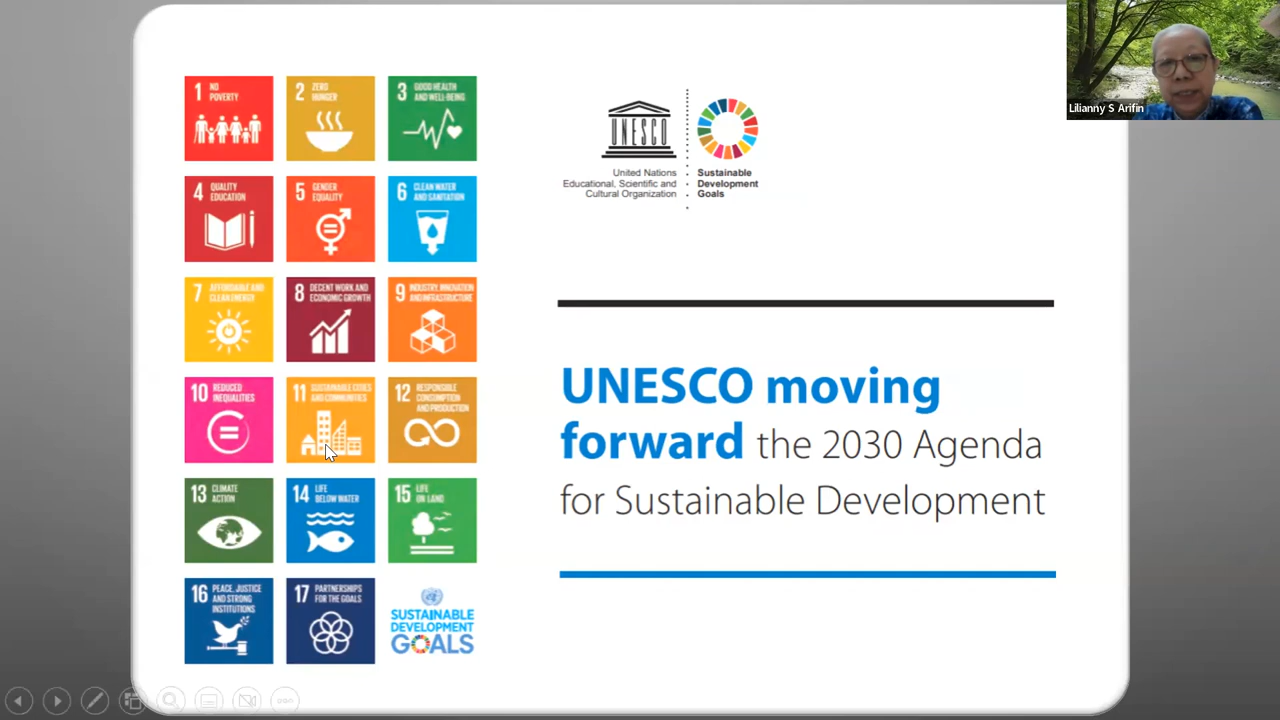 1 NO
POVERTY
2 ZERO
HUNGER
3 GOOD HEALTH
AND WELL-BEING
4 QUALITY
EDUCATION
5 GENDER
EQUALITY
6 CLEAN WATER
AND SANITATION
7 AFFORDABLE AND
CLEAN ENERGY
8 DECENT WORK AND
ECONOMIC GROWTH
9 INDUSTRY, INNOVATION
AND INFRASTRUCTURE
10 REDUCED
INEQUALITIES
11 SUSTAINABLE CITIES
AND COMMUNITIES
12 RESPONSIBLE
CONSUMPTION
AND PRODUCTION
13 CLIMATE
ACTION
14 LIFE
BELOW WATER
15 LIFE
ON LAND
16 PEACE, JUSTICE
AND STRONG
INSTITUTIONS
17 PARTNERSHIPS
FOR THE GOALS
SUSTAINABLE
DEVELOPMENT
GOALS
UNESCO
United Nations
Educational, Scientific and
Cultural Organization
Sustainable
Development
Goals
UNESCO moving
forward the 2030 Agenda
for Sustainable Development
Lilianny S Arifin